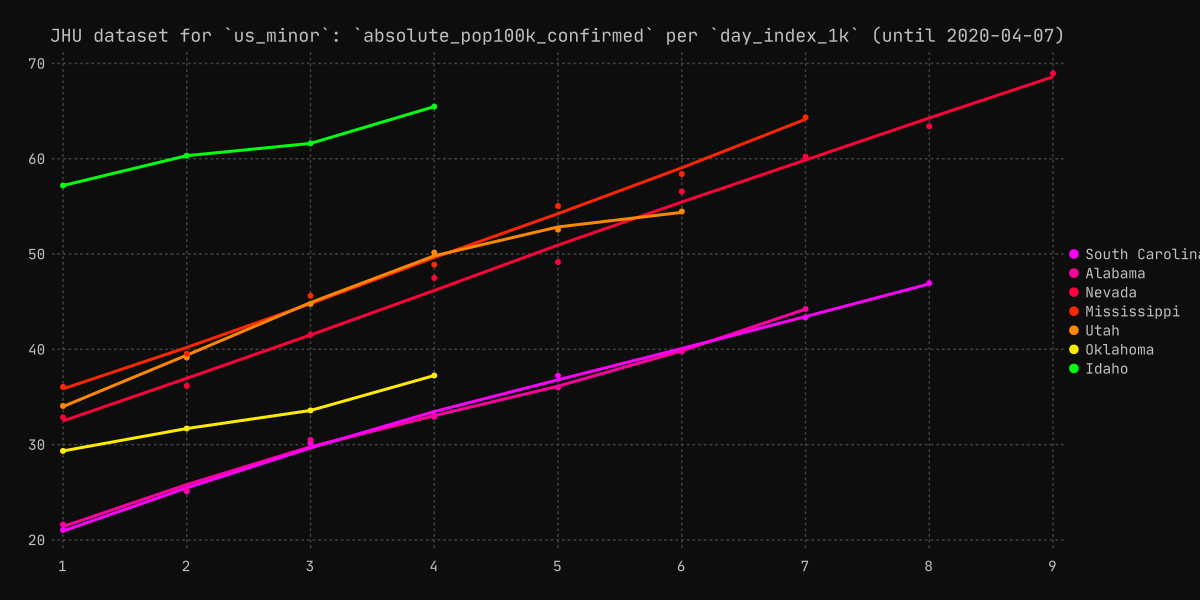 JHU dataset for `us_minor`: `absolute_pop100k_confirmed` per `day_index_1k` (until 2020-04-07)
70
60
50
40
30
20
1 2 3 4 5 6 7 8 9
South Carolina
Alabama
Nevada
Mississippi
Utah
Oklahoma
Idaho